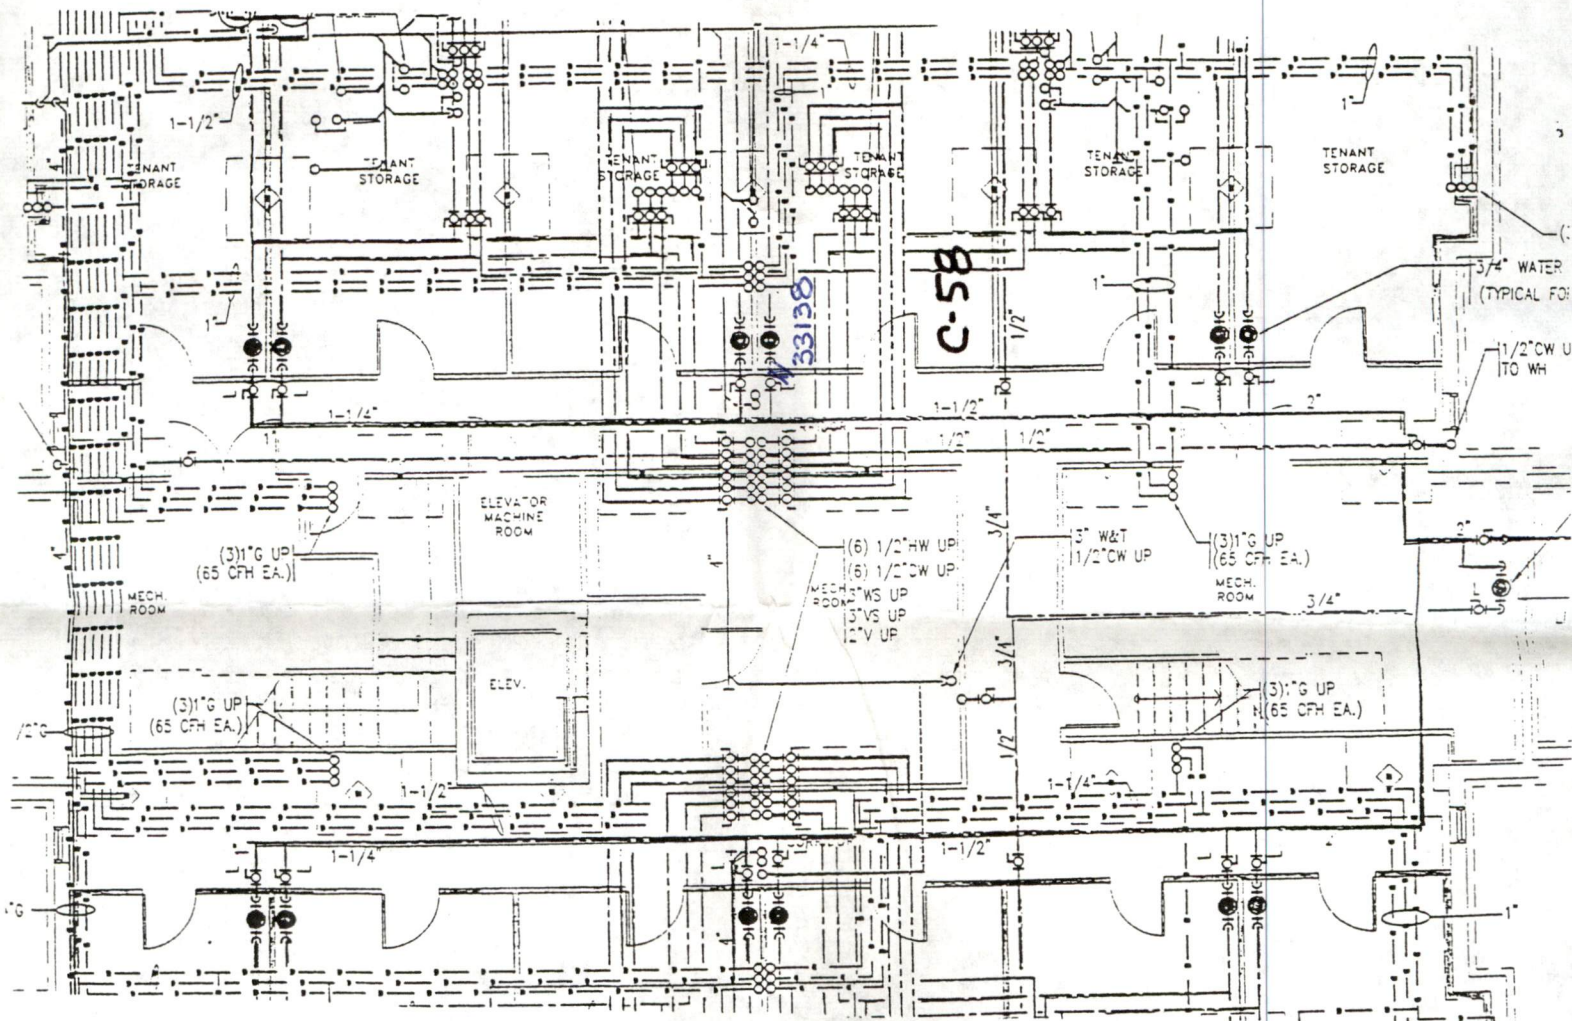 1-1/4"
1-1/2"
1"
4"
TENANT
STORAGE
TENANT
STORAGE
TENANT
STORAGE
TENANT
STORAGE
TENANT
STORAGE
TENANT
STORAGE
3/4" WATER
(TYPICAL FO
1"
1"
33138
C-58
1/2"
1/2"CW U
TO WH
1-1/4"
1"
1-1/2"
2"
1/2"
1/2"
ELEVATOR
MACHINE
ROOM
(3)1"G UP
(65 CFH EA.)
MECH.
ROOM
4"
4"
(6) 1/2"HW UP
(6) 1/2"CW UP
3"WS UP
3"VS UP
2"V UP
MECH.
ROOM
3/4"
3" W&T
1/2"CW UP
(3)1"G UP
(65 CFH EA.)
MECH.
ROOM
2"
3/4"
3/4"
ELEV.
(3)1"G UP
(65 CFH EA.)
(3)1"G UP
(65 CFH EA.)
/2"G
1/2"
1-1/2"
1-1/4"
1-1/4"
CORRIDOR
1-1/2"
2"
"G
4
1"